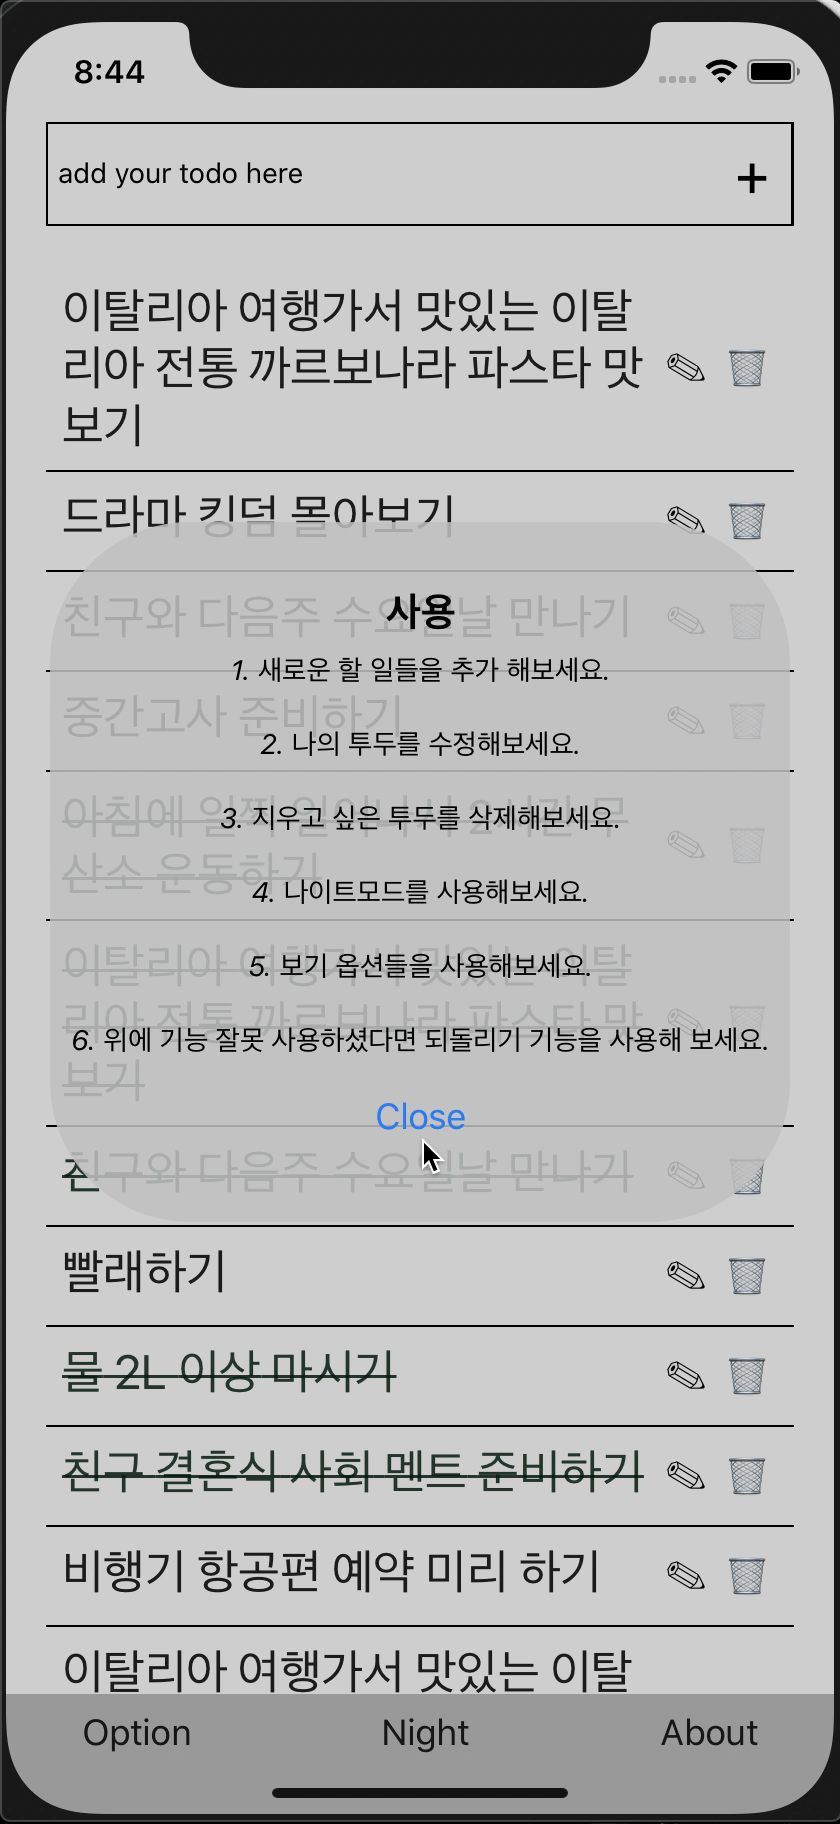 8:44
add your todo here
+
이탈리아 여행가서 맛있는 이탈
리아 전통 까르보나라 파스타 맛
보기
드라마 킹덤 몰아보기
친구와 다음주 수요일날 만나기
사용
1. 새로운 할 일들을 추가 해보세요.
중간고사 준비하기
2. 나의 투두를 수정해보세요.
아침에 일찍 일어나서 2시간 무
3. 지우고 싶은 투두를 삭제해보세요.
산소 운동하기
4. 나이트모드를 사용해보세요.
이탈리아 여행가서 맛있는 이탈
5. 보기 옵션들을 사용해보세요.
리아 전통 까르보나라 파스타 맛
6. 위에 기능 잘못 사용하셨다면 되돌리기 기능을 사용해 보세요.
보기
Close
친구와 다음주 수요일날 만나기
빨래하기
물 2L 이상 마시기
친구 결혼식 사회 멘트 준비하기
비행기 항공편 예약 미리 하기
이탈리아 여행가서 맛있는 이탈
Option
Night
About